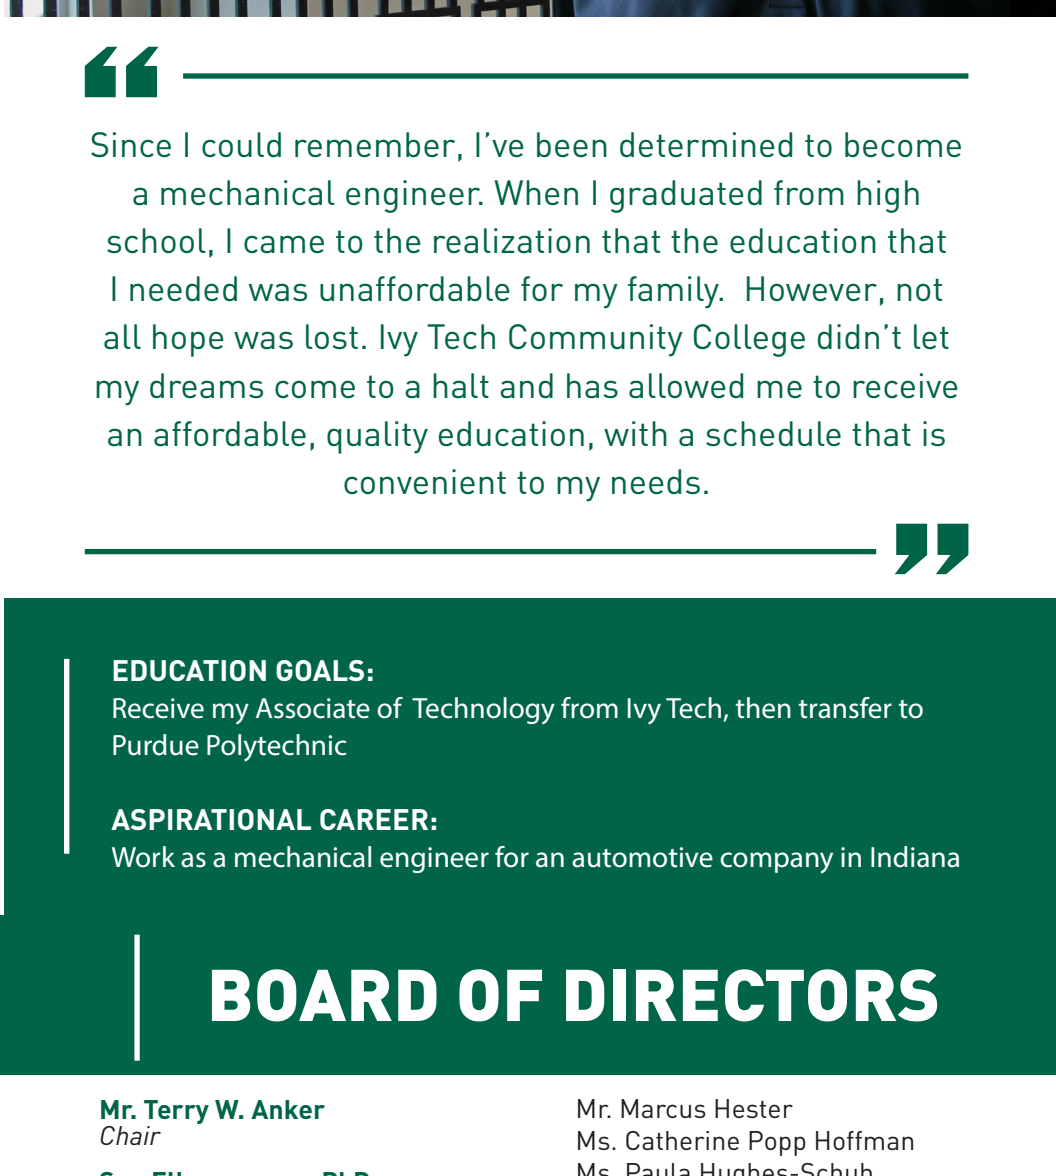 Since I could remember, I’ve been determined to become
a mechanical engineer. When I graduated from high
school, I came to the realization that the education that
I needed was unaffordable for my family.  However, not
all hope was lost. Ivy Tech Community College didn’t let
my dreams come to a halt and has allowed me to receive
an affordable, quality education, with a schedule that is
convenient to my needs.
EDUCATION GOALS:
Receive my Associate of  Technology from Ivy Tech, then transfer to
Purdue Polytechnic
ASPIRATIONAL CAREER:
Work as a mechanical engineer for an automotive company in Indiana
BOARD OF DIRECTORS
Mr. Terry W. Anker
Chair
Mr. Marcus Hester
Ms. Catherine Popp Hoffman
Ms. Paula Hughes-Schuh